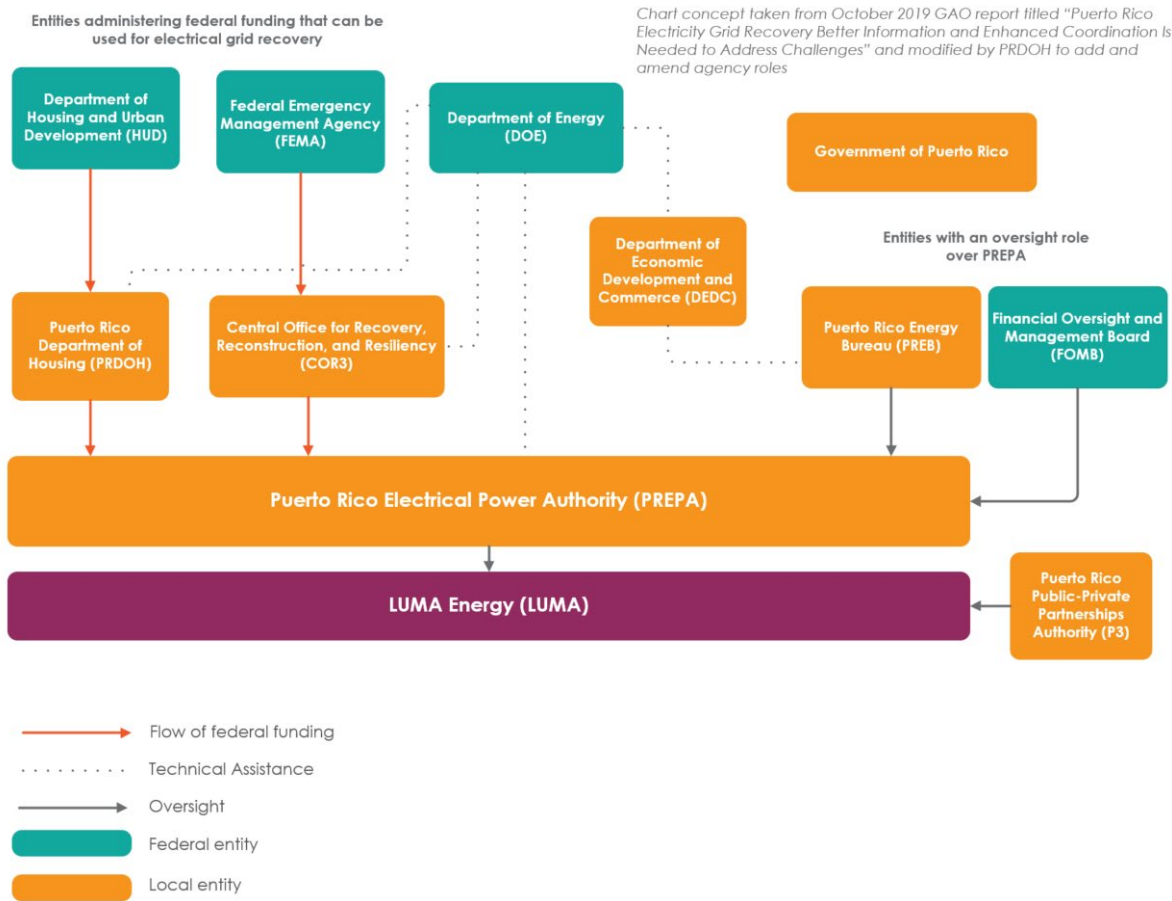 Entities administering federal funding that can be
used for electrical grid recovery
Chart concept taken from October 2019 GAO report titled “Puerto Rico
Electricity Grid Recovery Better Information and Enhanced Coordination Is
Needed to Address Challenges” and modified by PRDOH to add and
amend agency roles
Department of
Housing and Urban
Development (HUD)
Federal Emergency
Management Agency
(FEMA)
Department of Energy
(DOE)
Government of Puerto Rico
Department of
Economic
Development and
Commerce (DEDC)
Entities with an oversight role
over PREPA
Puerto Rico
Department of
Housing (PRDOH)
Central Office for Recovery,
Reconstruction, and Resiliency
(COR3)
Puerto Rico Energy
Bureau (PREB)
Financial Oversight and
Management Board
(FOMB)
Puerto Rico Electrical Power Authority (PREPA)
LUMA Energy (LUMA)
Puerto Rico
Public-Private
Partnerships
Authority (P3)
Flow of federal funding
Technical Assistance
Oversight
Federal entity
Local entity